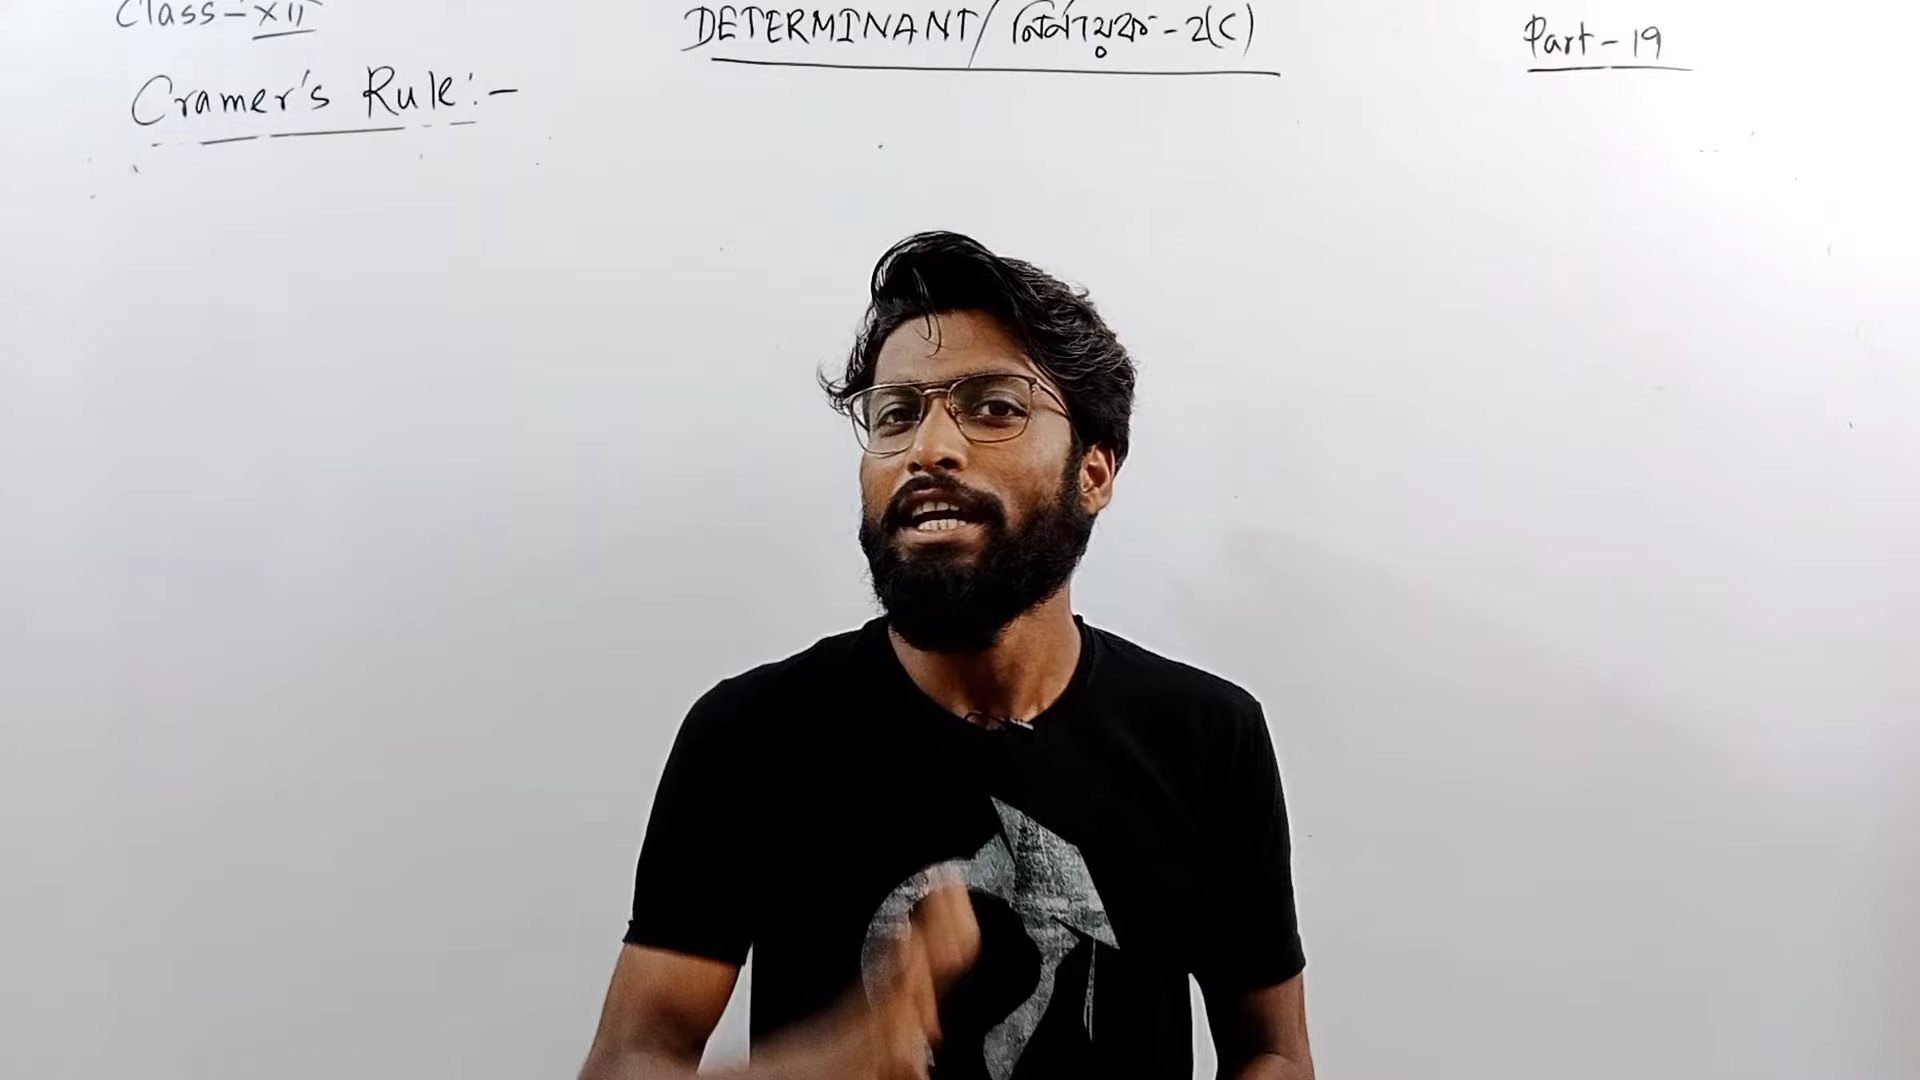 Class-XII
DETERMINANT/ নির্ণায়ক - 2(C)
Part-19
Cramer's Rule:-